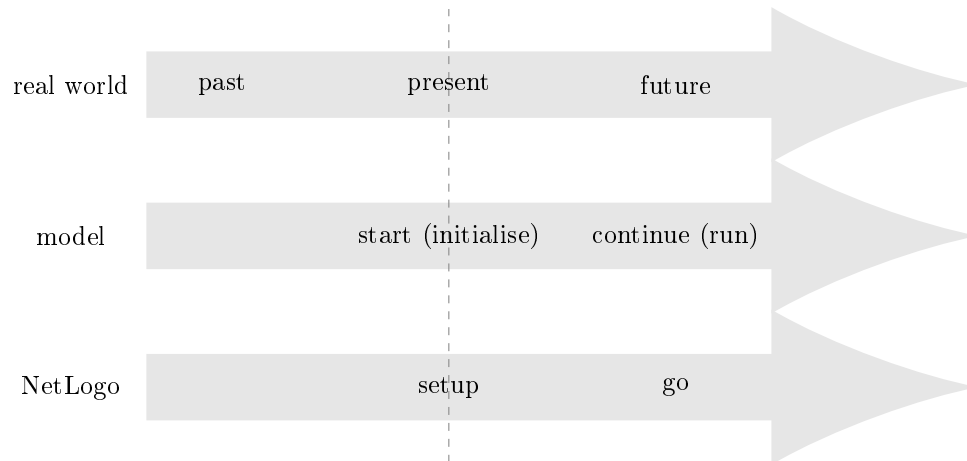 real world past present future
model start (initialise) continue (run)
NetLogo setup go